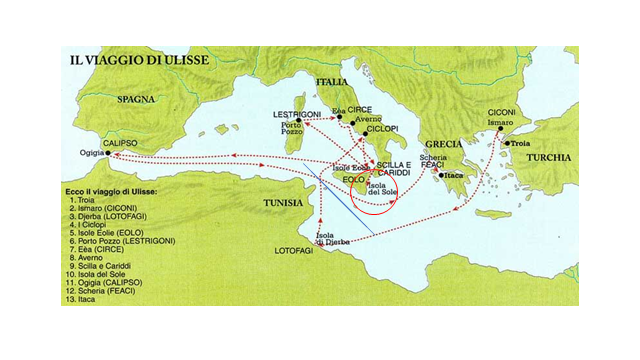 IL VIAGGIO DI ULISSE
ITALIA
SPAGNA
LESTRIGONI
Porto
Pozzo
Eèa CIRCE
Averno
CICLOPI
CICONI
Ismaro
Troia
GRECIA
TURCHIA
CALIPSO
Ogigia
Scheria
FEACI
Itaca
Isole Eolie
SCILLA E
CARIDDI
EOLO
Isola
del Sole
TUNISIA
Isola
di Djerba
LOTOFAGI
Ecco il viaggio di Ulisse:
1. Troia
2. Ismaro (CICONI)
3. Djerba (LOTOFAGI)
4. I Ciclopi
5. Isole Eolie (EOLO)
6. Porto Pozzo (LESTRIGONI)
7. Eèa (CIRCE)
8. Averno
9. Scilla e Cariddi
10. Isola del Sole
11. Ogigia (CALIPSO)
12. Scheria (FEACI)
13. Itaca